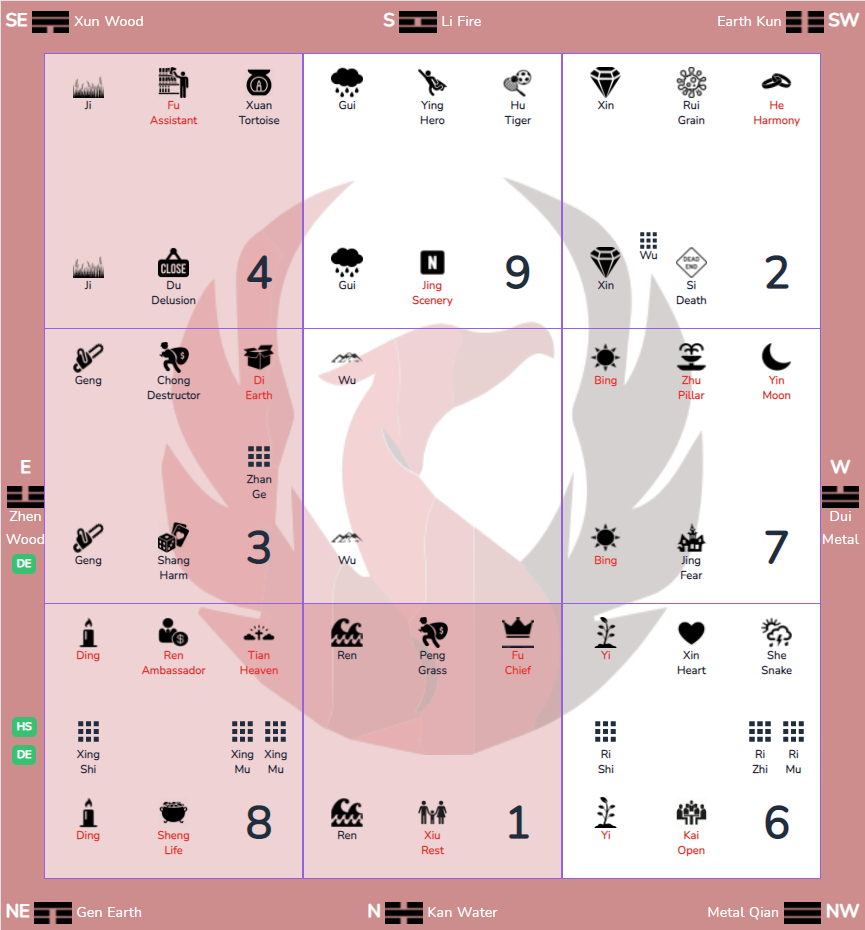 SE Xun Wood S Li Fire Earth Kun SW
Ji Fu Xuan Gui Ying Hu Xin Rui He
Assistant Tortoise Hero Tiger Grain Harmony
Wu
Ji Du 4 Gui Jing 9 Xin Si 2
CLOSE
N
DEAD END
Delusion Scenery Death
Geng Chong Di Wu Bing Zhu Yin
Destructor Earth Pillar Moon
E W
Zhan
Ge
Zhen Dui
Wood Metal
Geng Shang 3 Wu Bing Jing 7
Harm Fear
DE
Ding Ren Tian Ren Peng Fu Yi Xin She
Ambassador Heaven Grass Chief Heart Snake
HS
DE
Xing Xing Xing Ri Ri Ri
Shi Mu Mu Shi Zhi Mu
Ding Sheng 8 Ren Xiu 1 Yi Kai 6
Life Rest Open
NE Gen Earth N Kan Water Metal Qian NW